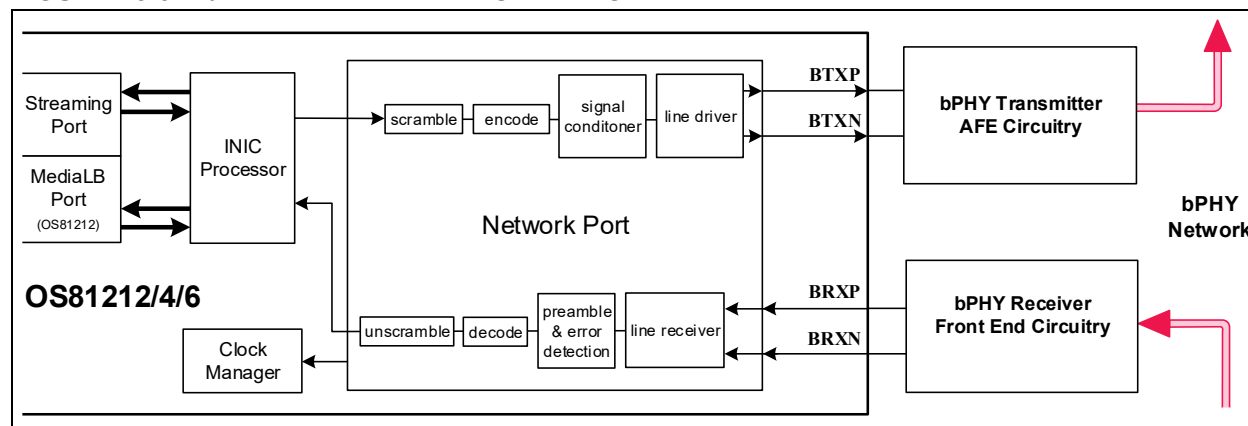 Streaming
Port
MediaLB
Port
(OS81212)
INIC
Processor
scramble
encode
signal
conditoner
line driver
BTXP
BTXN
bPHY Transmitter
AFE Circuitry
Network Port
bPHY
Network
OS81212/4/6
Clock
Manager
unscramble
decode
preamble
& error
detection
line receiver
BRXP
BRXN
bPHY Receiver
Front End Circuitry